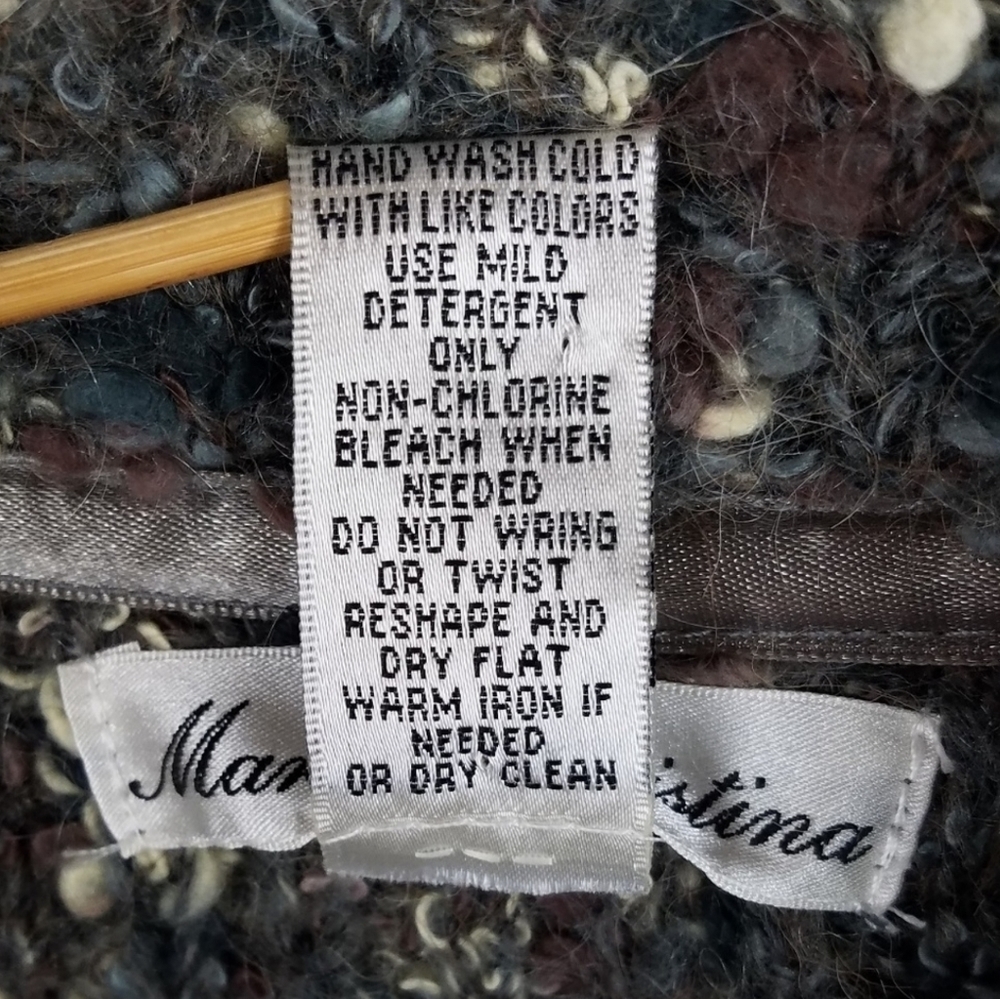 HAND WASH COLD
WITH LIKE COLORS
USE MILD
DETERGENT
ONLY
NON-CHLORINE
BLEACH WHEN
NEEDED
DO NOT WRING
OR TWIST
RESHAPE AND
DRY FLAT
WARM IRON IF
NEEDED
OR DRY CLEAN